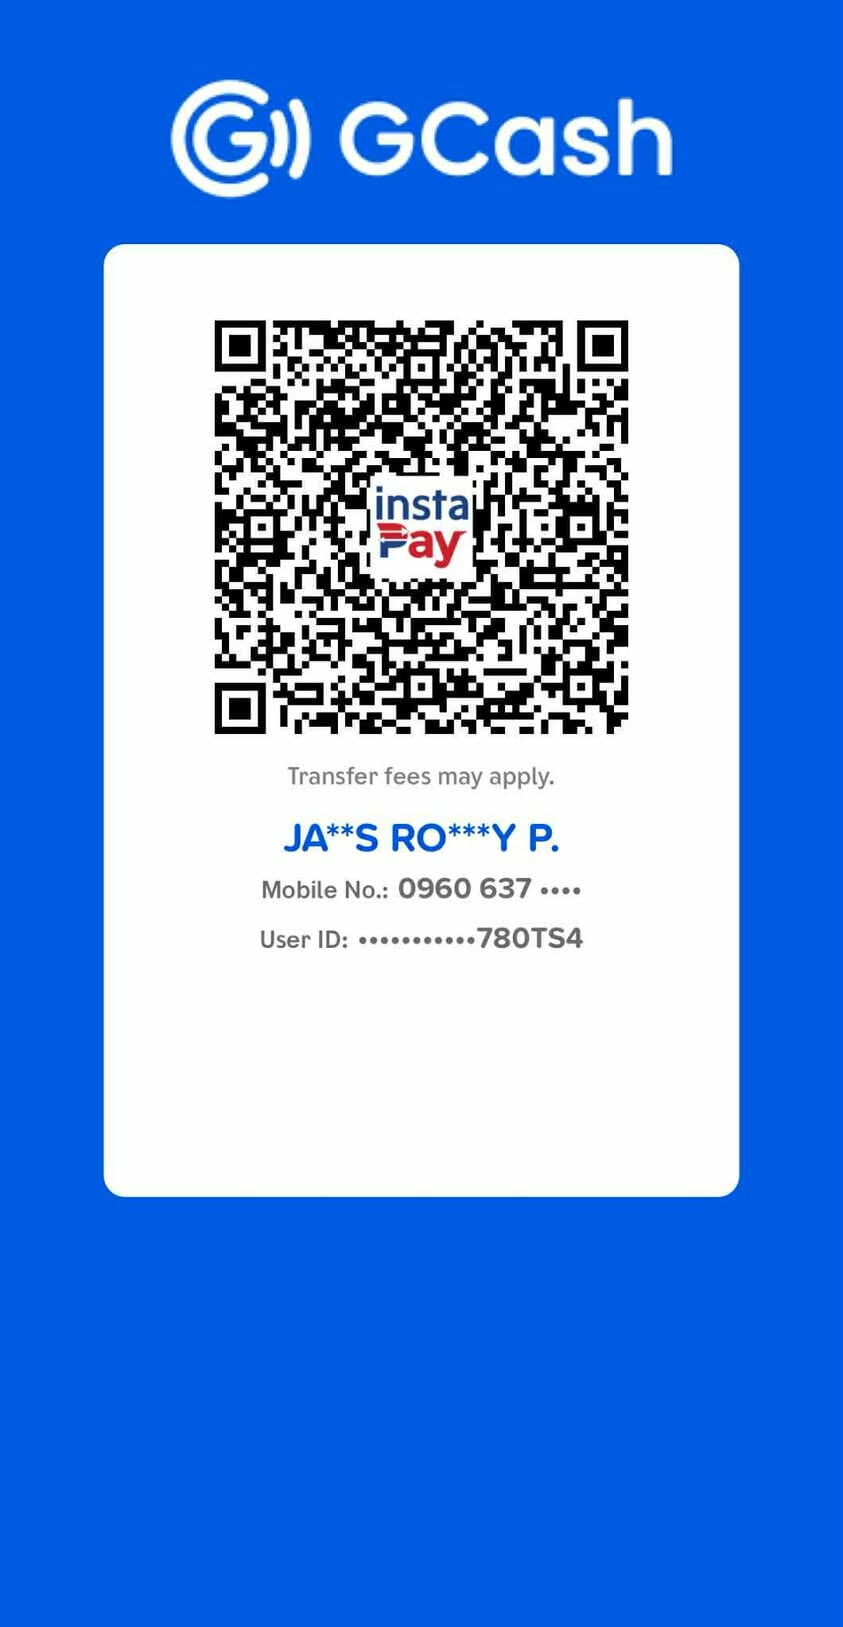 GCash
insta
Pay
Transfer fees may apply.
JA**S RO***Y P.
Mobile No.: 0960 637 ••••
User ID: •••••••••••780TS4